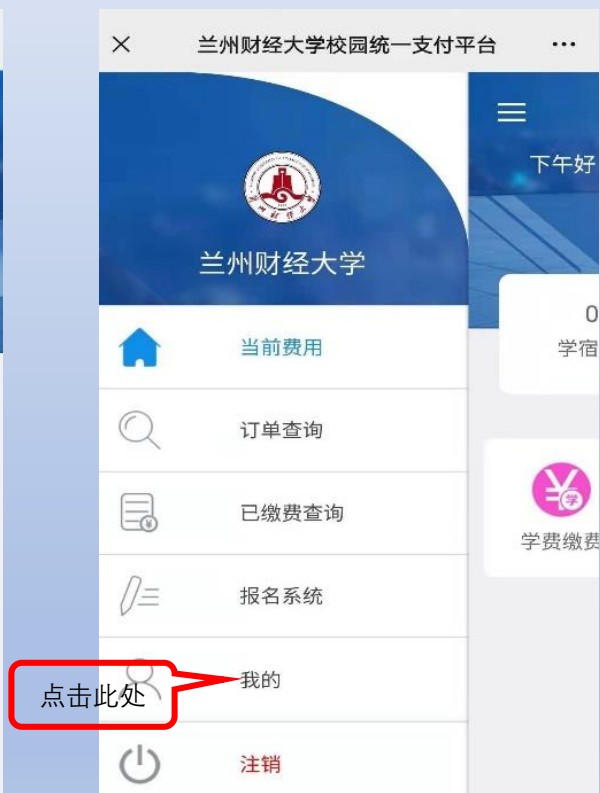 兰州财经大学校园统一支付平台
下午好
兰州财经大学
0
学宿
当前费用
订单查询
已缴费查询
学费缴费
报名系统
我的
点击此处
注销